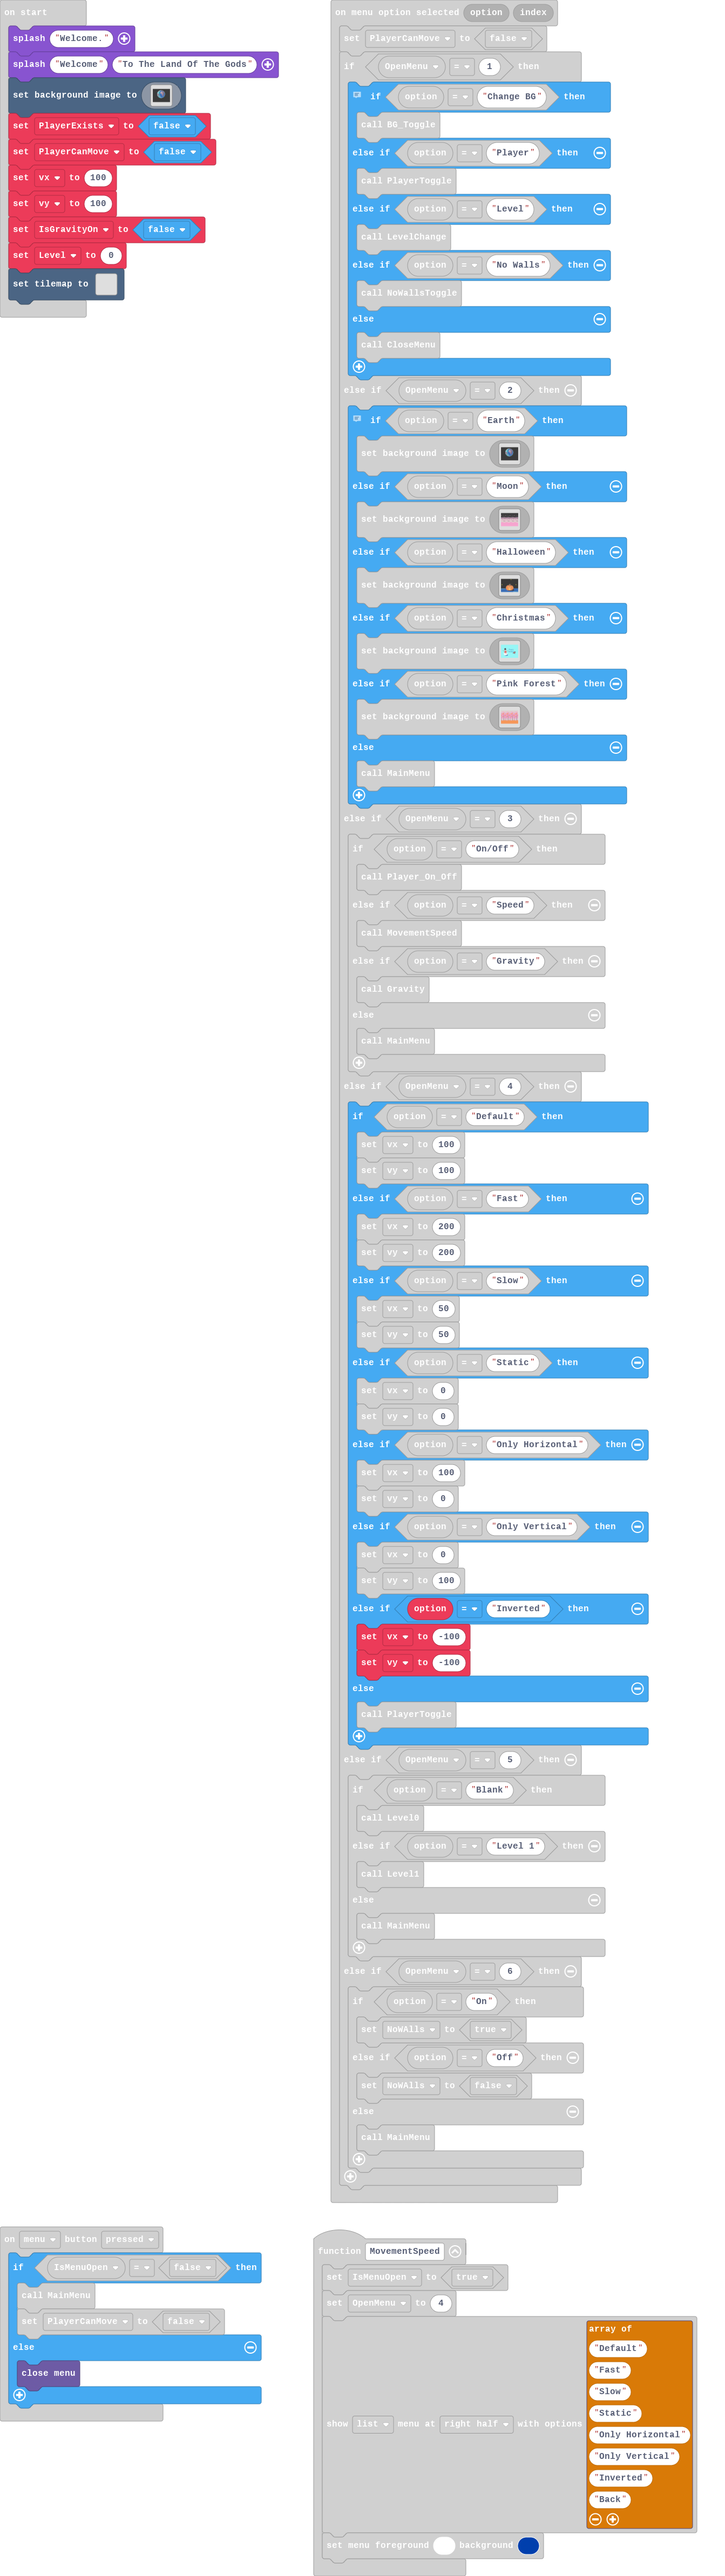 on start
splash "Welcome."
splash "Welcome" "To The Land Of The Gods"
set background image to
set PlayerExists to false
set PlayerCanMove to false
set vx to 100
set vy to 100
set IsGravityOn to false
set Level to 0
set tilemap to
on menu option selected option index
set PlayerCanMove to false
if OpenMenu = 1 then
if option = "Change BG" then
call BG_Toggle
else if option = "Player" then
call PlayerToggle
else if option = "Level" then
call LevelChange
else if option = "No Walls" then
call NoWallsToggle
else
call CloseMenu
else if OpenMenu = 2 then
if option = "Earth" then
set background image to
else if option = "Moon" then
set background image to
else if option = "Halloween" then
set background image to
else if option = "Christmas" then
set background image to
else if option = "Pink Forest" then
set background image to
else
call MainMenu
else if OpenMenu = 3 then
if option = "On/Off" then
call Player_On_Off
else if option = "Speed" then
call MovementSpeed
else if option = "Gravity" then
call Gravity
else
call MainMenu
else if OpenMenu = 4 then
if option = "Default" then
set vx to 100
set vy to 100
else if option = "Fast" then
set vx to 200
set vy to 200
else if option = "Slow" then
set vx to 50
set vy to 50
else if option = "Static" then
set vx to 0
set vy to 0
else if option = "Only Horizontal" then
set vx to 100
set vy to 0
else if option = "Only Vertical" then
set vx to 0
set vy to 100
else if option = "Inverted" then
set vx to -100
set vy to -100
else
call PlayerToggle
else if OpenMenu = 5 then
if option = "Blank" then
call Level0
else if option = "Level 1" then
call Level1
else
call MainMenu
else if OpenMenu = 6 then
if option = "On" then
set NoWAlls to true
else if option = "Off" then
set NoWAlls to false
else
call MainMenu
on menu button pressed
if IsMenuOpen = false then
call MainMenu
set PlayerCanMove to false
else
close menu
function MovementSpeed
set IsMenuOpen to true
set OpenMenu to 4
show list menu at right half with options
array of
"Default"
"Fast"
"Slow"
"Static"
"Only Horizontal"
"Only Vertical"
"Inverted"
"Back"
set menu foreground background